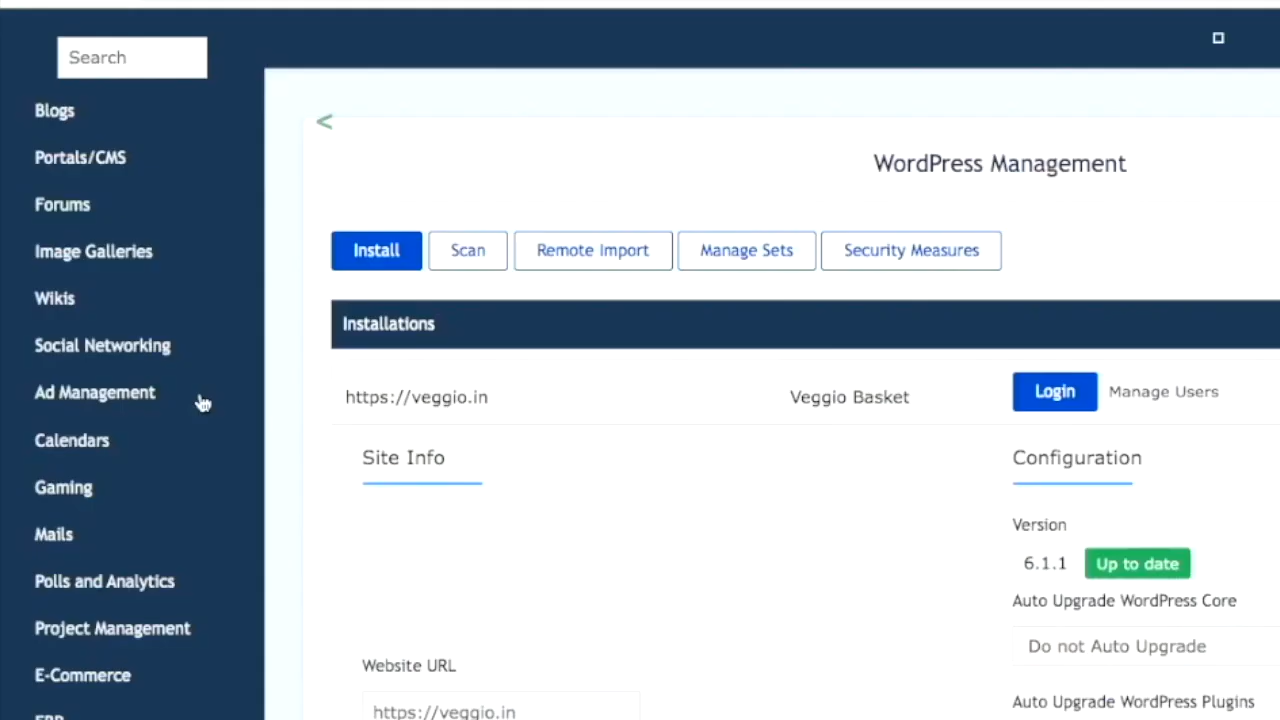 Search
Blogs
Portals/CMS
Forums
Image Galleries
Wikis
Social Networking
Ad Management
Calendars
Gaming
Mails
Polls and Analytics
Project Management
E-Commerce
ERP
<
WordPress Management
Install Scan Remote Import Manage Sets Security Measures
Installations
https://veggio.in Veggio Basket Login Manage Users
Site Info
Website URL
https://veggio.in
Configuration
Version
6.1.1 Up to date
Auto Upgrade WordPress Core
Do not Auto Upgrade
Auto Upgrade WordPress Plugins